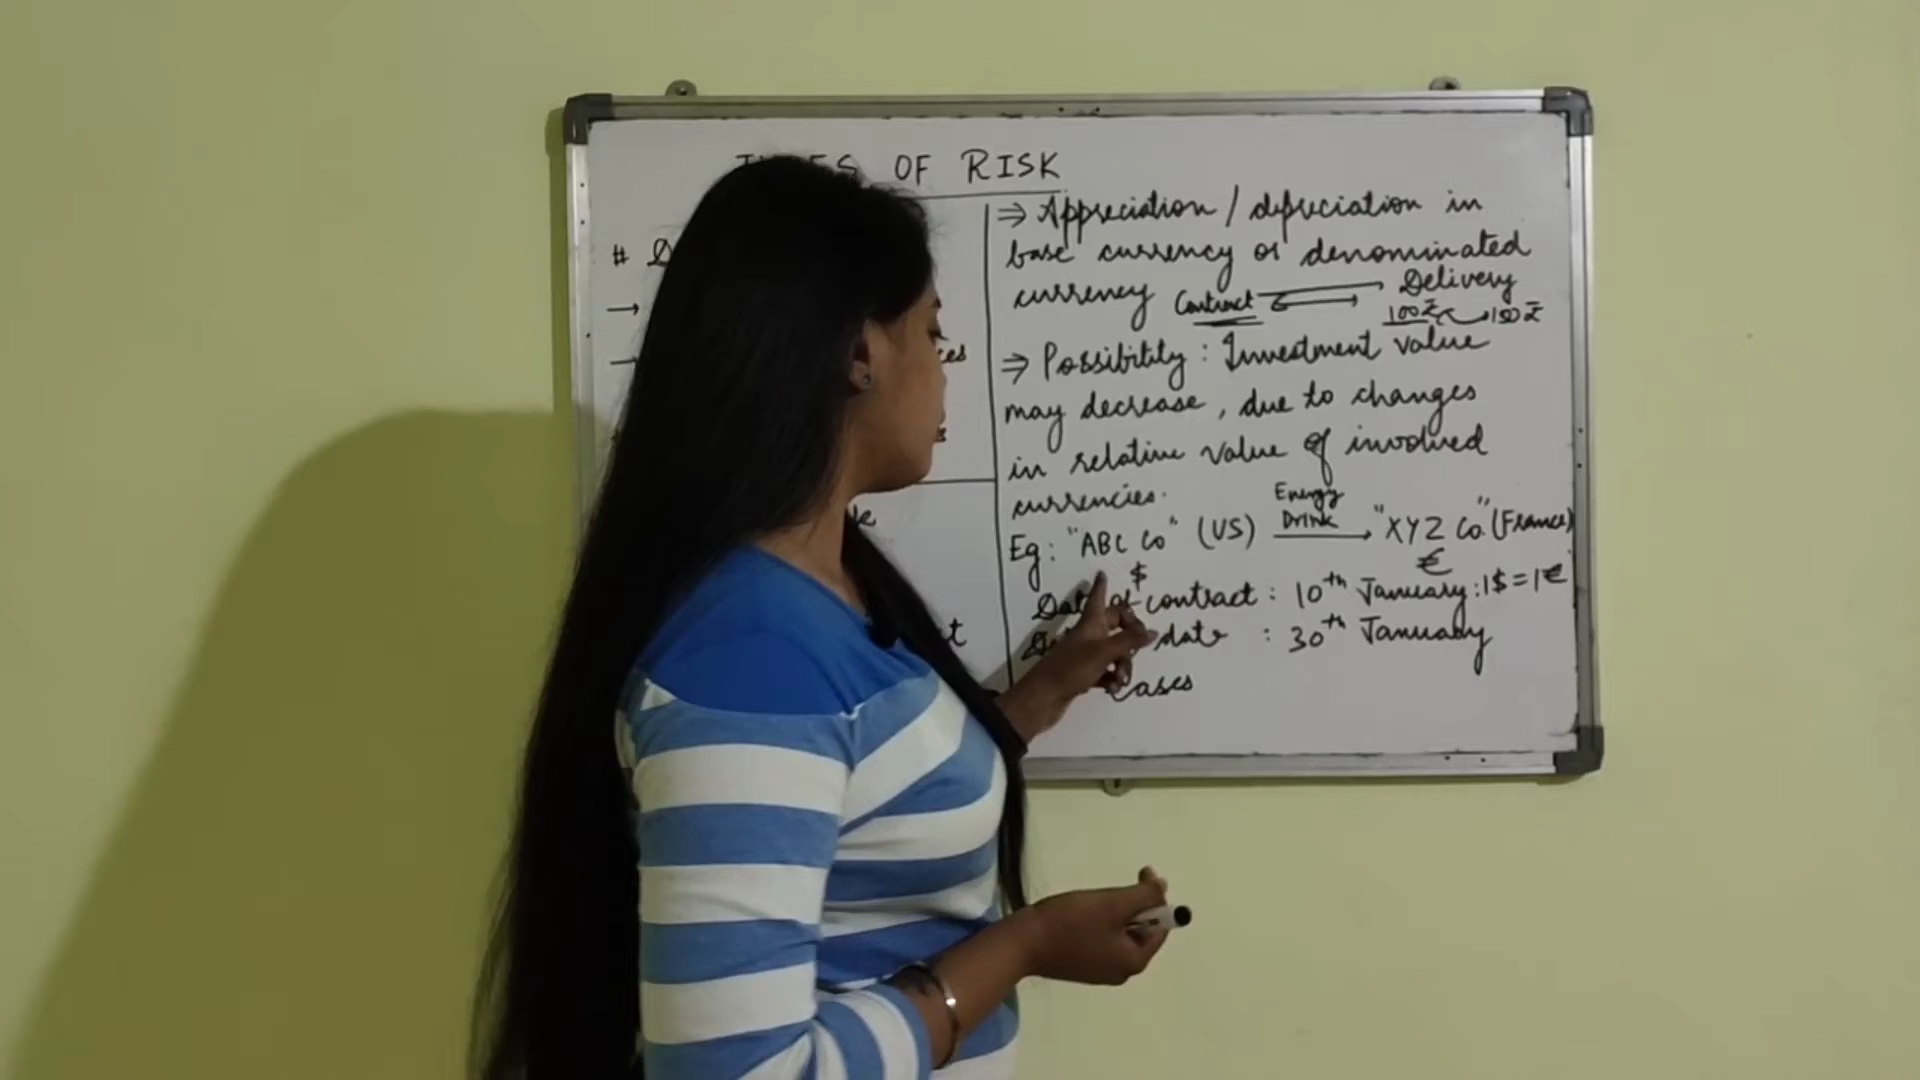 OF RISK
#
→
→
⇒ Appreciation / depreciation in
base currency or denominated
currency Contract Delivery
100₹ 150₹
⇒ Possibility : Investment value
may decrease, due to changes
in relative value of involved
currencies.
Energy
Eg: "ABC Co" (US) Drink → "XYZ Co." (France)
$ €
Date of contract : 10th January : 1$ = 1€
date : 30th January
Cases